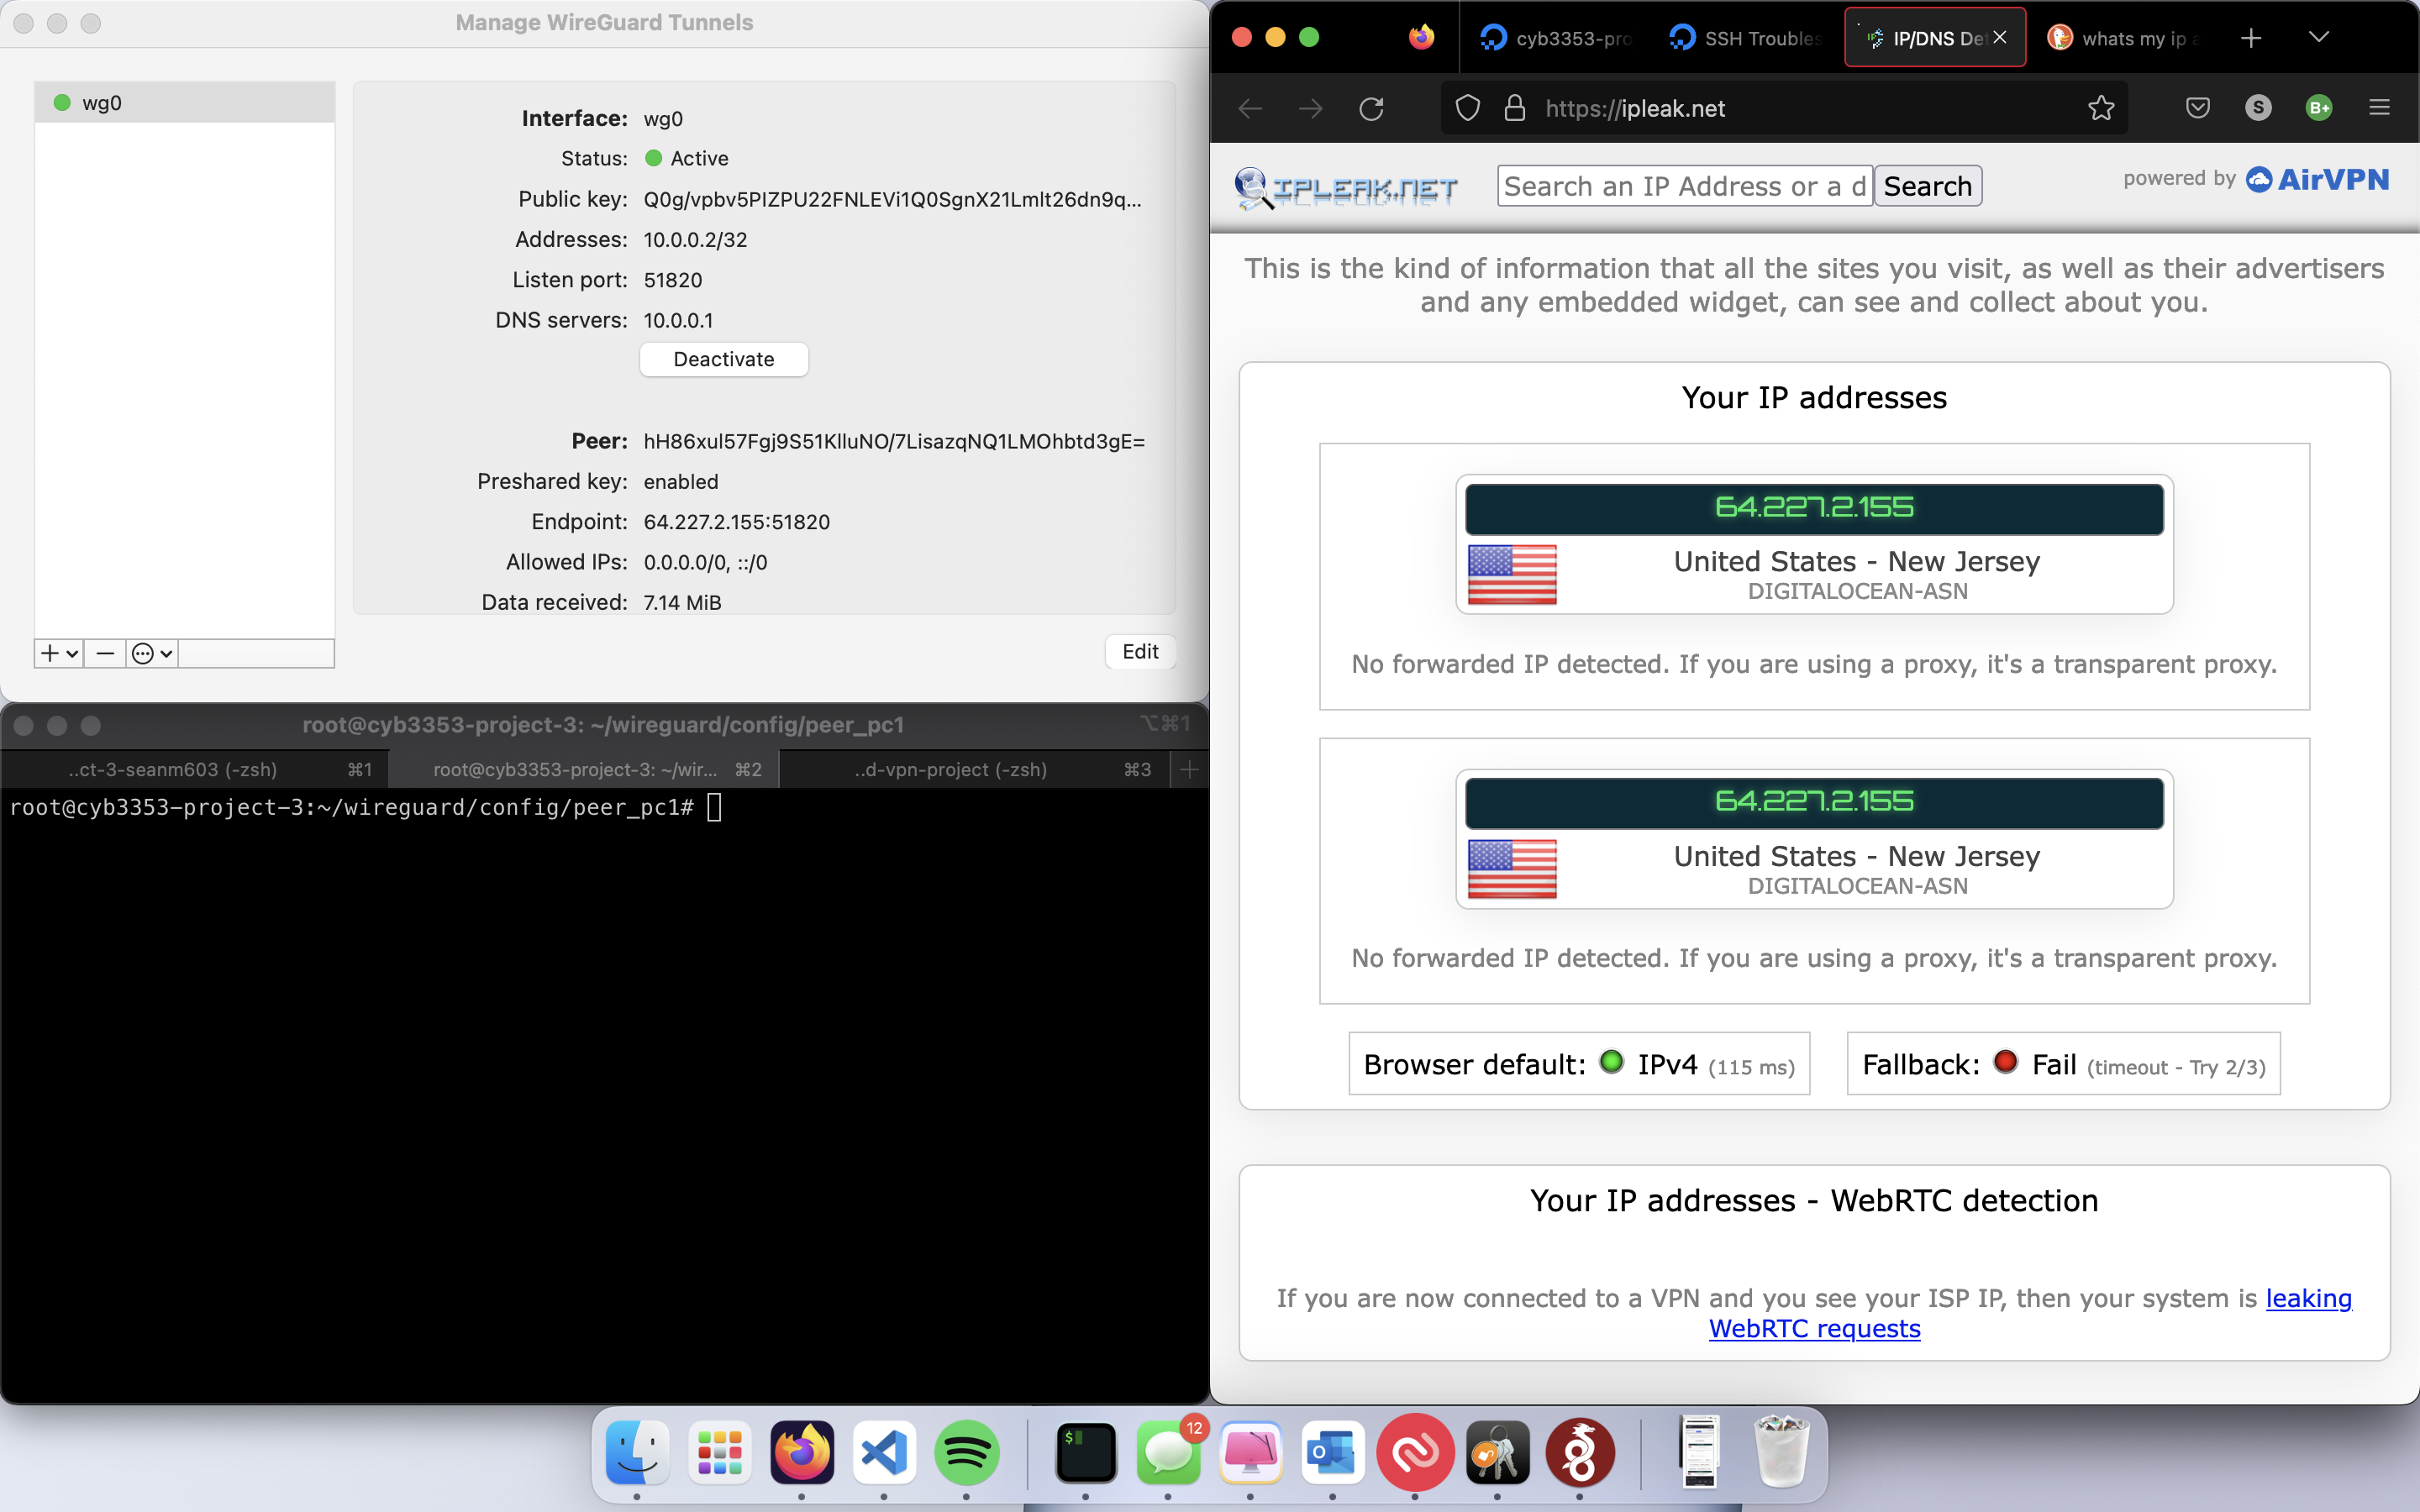 Manage WireGuard Tunnels
wg0
Interface: wg0
Status: Active
Public key: Q0g/vpbv5PIZPU22FNLEVi1Q0SgnX21Lmlt26dn9q...
Addresses: 10.0.0.2/32
Listen port: 51820
DNS servers: 10.0.0.1
Deactivate
Peer: hH86xul57Fgj9S51KlluNO/7LisazqNQ1LMOhbtd3gE=
Preshared key: enabled
Endpoint: 64.227.2.155:51820
Allowed IPs: 0.0.0.0/0, ::/0
Data received: 7.14 MiB
Edit
root@cyb3353-project-3: ~/wireguard/config/peer_pc1
⌥⌘1
..ct-3-seanm603 (-zsh) ⌘1
root@cyb3353-project-3: ~/wir... ⌘2
..d-vpn-project (-zsh) ⌘3
root@cyb3353-project-3:~/wireguard/config/peer_pc1#
cyb3353-pro
SSH Troubles
IP/DNS De
whats my ip a
https://ipleak.net
S
B+
IPLEAK.NET
Search an IP Address or a d
Search
powered by AirVPN
This is the kind of information that all the sites you visit, as well as their advertisers
and any embedded widget, can see and collect about you.
Your IP addresses
64.227.2.155
United States - New Jersey
DIGITALOCEAN-ASN
No forwarded IP detected. If you are using a proxy, it's a transparent proxy.
64.227.2.155
United States - New Jersey
DIGITALOCEAN-ASN
No forwarded IP detected. If you are using a proxy, it's a transparent proxy.
Browser default: IPv4 (115 ms)
Fallback: Fail (timeout - Try 2/3)
Your IP addresses - WebRTC detection
If you are now connected to a VPN and you see your ISP IP, then your system is leaking
WebRTC requests
$
12